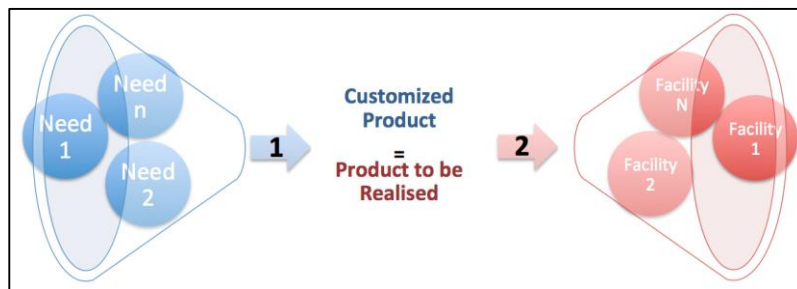 Need
n
Need
1
Need
2
1
Customized
Product
=
Product to be
Realised
2
Facility
N
Facility
1
Facility
2